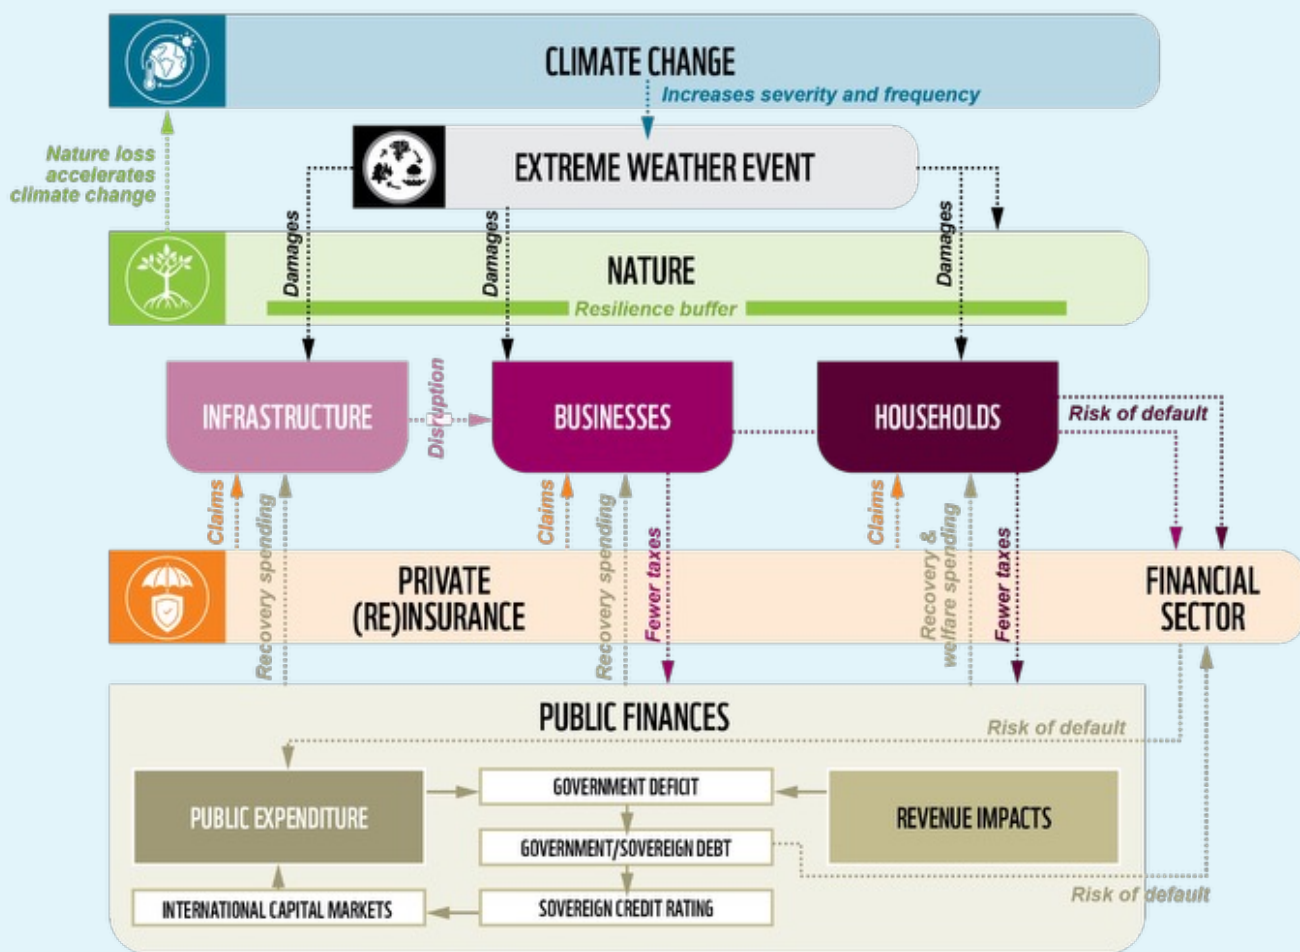 CLIMATE CHANGE
Increases severity and frequency
Nature loss
accelerates
climate change
EXTREME WEATHER EVENT
Damages
Damages
Damages
NATURE
Resilience buffer
INFRASTRUCTURE
Disruption
BUSINESSES
HOUSEHOLDS
Risk of default
Claims
Recovery spending
Claims
Recovery spending
Fewer taxes
Claims
Recovery &
welfare spending
Fewer taxes
PRIVATE
(RE)INSURANCE
FINANCIAL
SECTOR
PUBLIC FINANCES
Risk of default
PUBLIC EXPENDITURE
GOVERNMENT DEFICIT
REVENUE IMPACTS
GOVERNMENT/SOVEREIGN DEBT
Risk of default
INTERNATIONAL CAPITAL MARKETS
SOVEREIGN CREDIT RATING